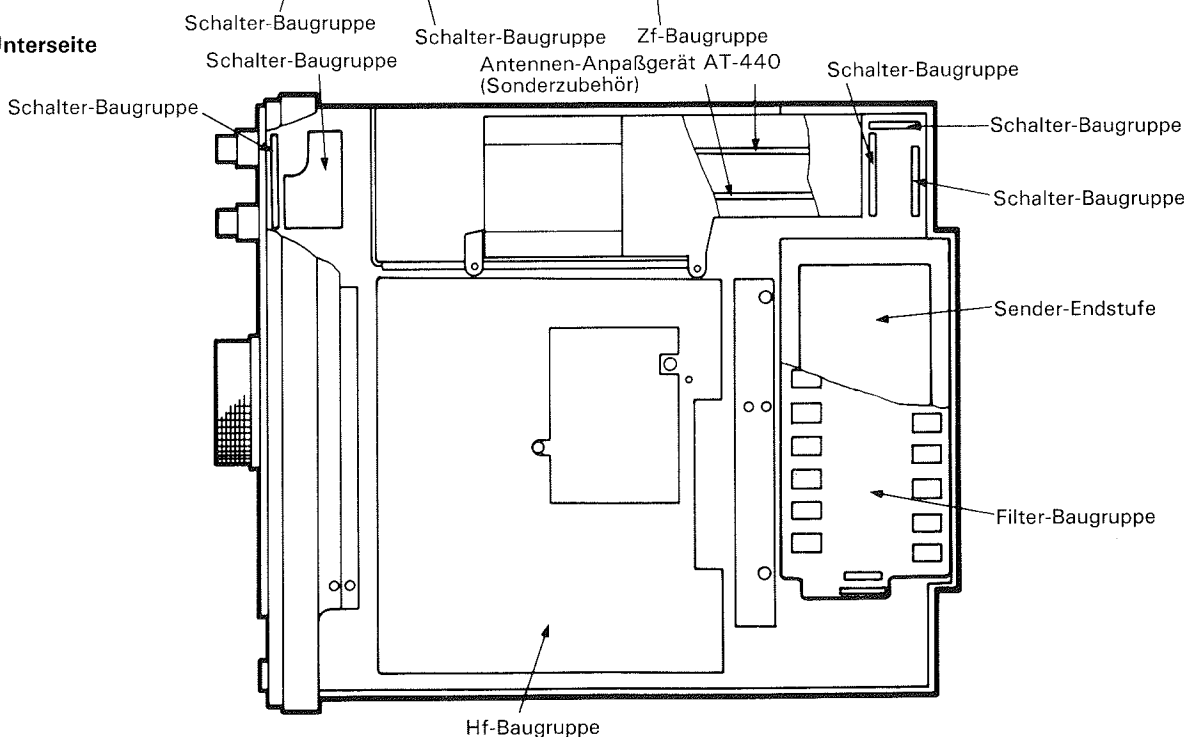 Schalter-Baugruppe
Schalter-Baugruppe
Zf-Baugruppe
Unterseite
Schalter-Baugruppe
Antennen-Anpaßgerät AT-440
(Sonderzubehör)
Schalter-Baugruppe
Schalter-Baugruppe
Schalter-Baugruppe
Schalter-Baugruppe
Sender-Endstufe
Filter-Baugruppe
Hf-Baugruppe